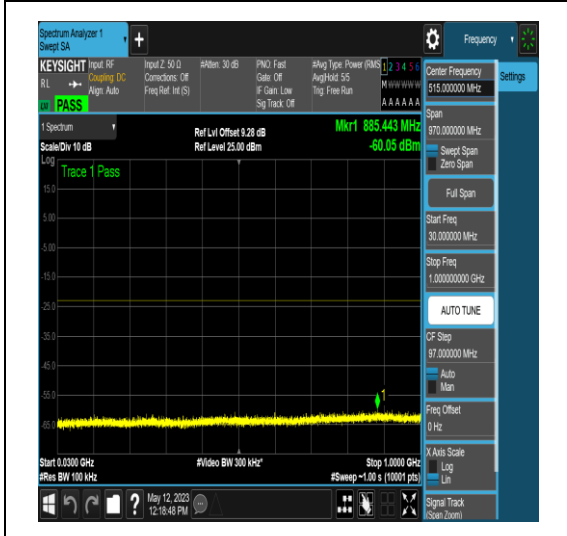 Spectrum Analyzer 1
Swept SA
+
Frequency
KEYSIGHT Input: RF Input Z: 50 Ω #Atten: 30 dB PNO: Fast #Avg Type: Power (RMS 1 2 3 4 5 6
RL Coupling: DC Corrections: Off Gate: Off Avg|Hold: 5/5 M W W W W W
Align: Auto Freq Ref: Int (S) IF Gain: Low Trig: Free Run
PASS Sig Track: Off A A A A A A
1 Spectrum
Scale/Div 10 dB
Ref Lvl Offset 9.28 dB
Ref Level 25.00 dBm
Mkr1 885.443 MHz
-60.05 dBm
Log
Trace 1 Pass
15.0
5.00
-5.00
-15.0
-25.0
-35.0
-45.0
-55.0
-65.0
1
Start 0.0300 GHz #Video BW 300 kHz* Stop 1.0000 GHz
#Res BW 100 kHz #Sweep ~1.00 s (10001 pts)
? May 12, 2023
12:18:48 PM
Center Frequency
515.000000 MHz
Settings
Span
970.000000 MHz
Swept Span
Zero Span
Full Span
Start Freq
30.000000 MHz
Stop Freq
1.000000000 GHz
AUTO TUNE
CF Step
97.000000 MHz
Auto
Man
Freq Offset
0 Hz
X Axis Scale
Log
Lin
Signal Track
(Span Zoom)